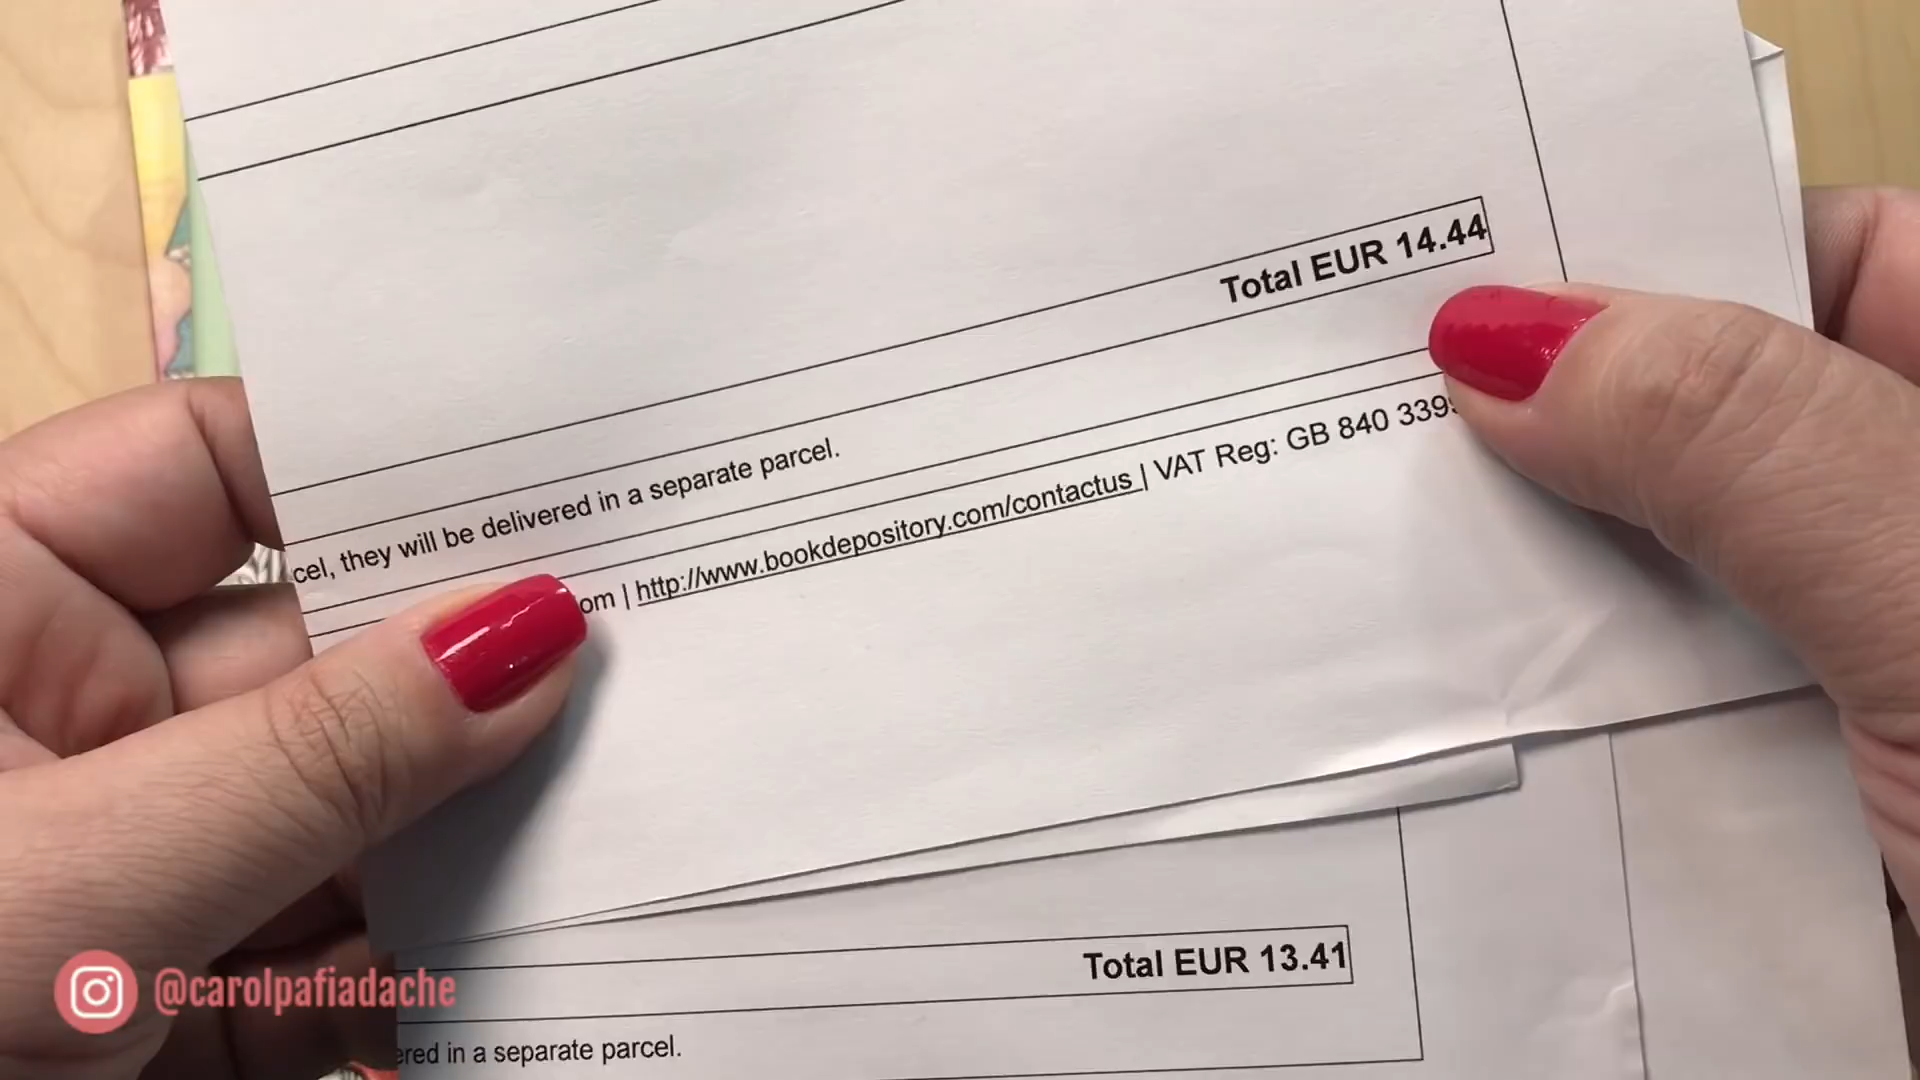 Total EUR 14.44
cel, they will be delivered in a separate parcel.
om | http://www.bookdepository.com/contactus | VAT Reg: GB 840 339
Total EUR 13.41
ered in a separate parcel.
@carolpafiadache